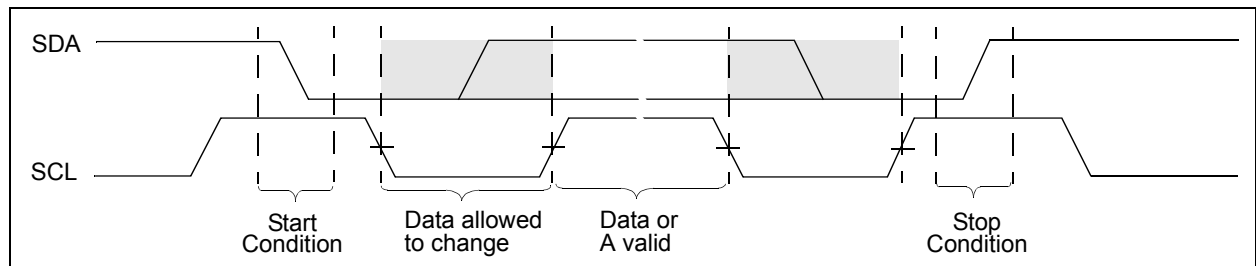 SDA
SCL
Start
Condition
Data allowed
to change
Data or
A valid
Stop
Condition